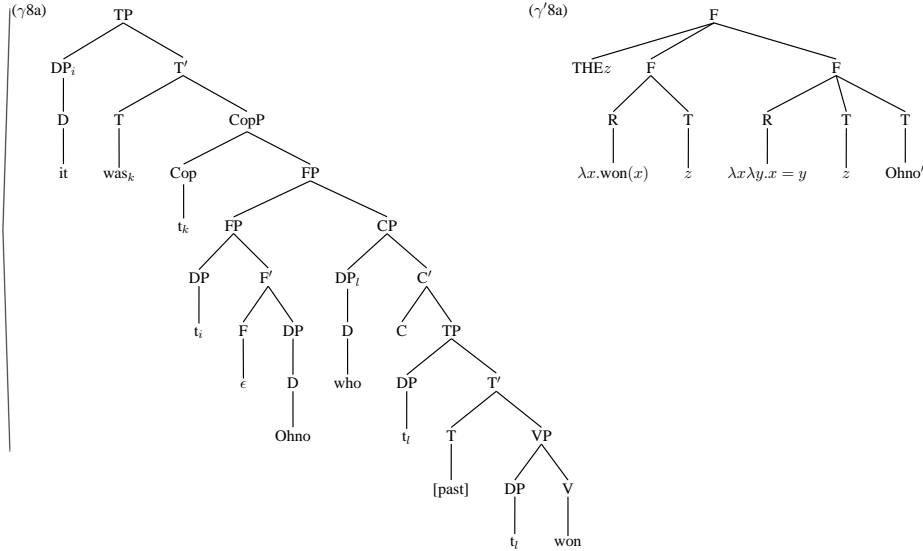 (γ8a) (γ′8a)
TP F
DPᵢ T′ THEz F F
D T CopP R T R T T
it wasₖ Cop FP λx.won(x) z λxλy.x = y z Ohno′
tₖ FP CP
DP F′ DPₗ C′
tᵢ F DP D C TP
ϵ D who DP T′
Ohno tₗ T VP
[past] DP V
tₗ won